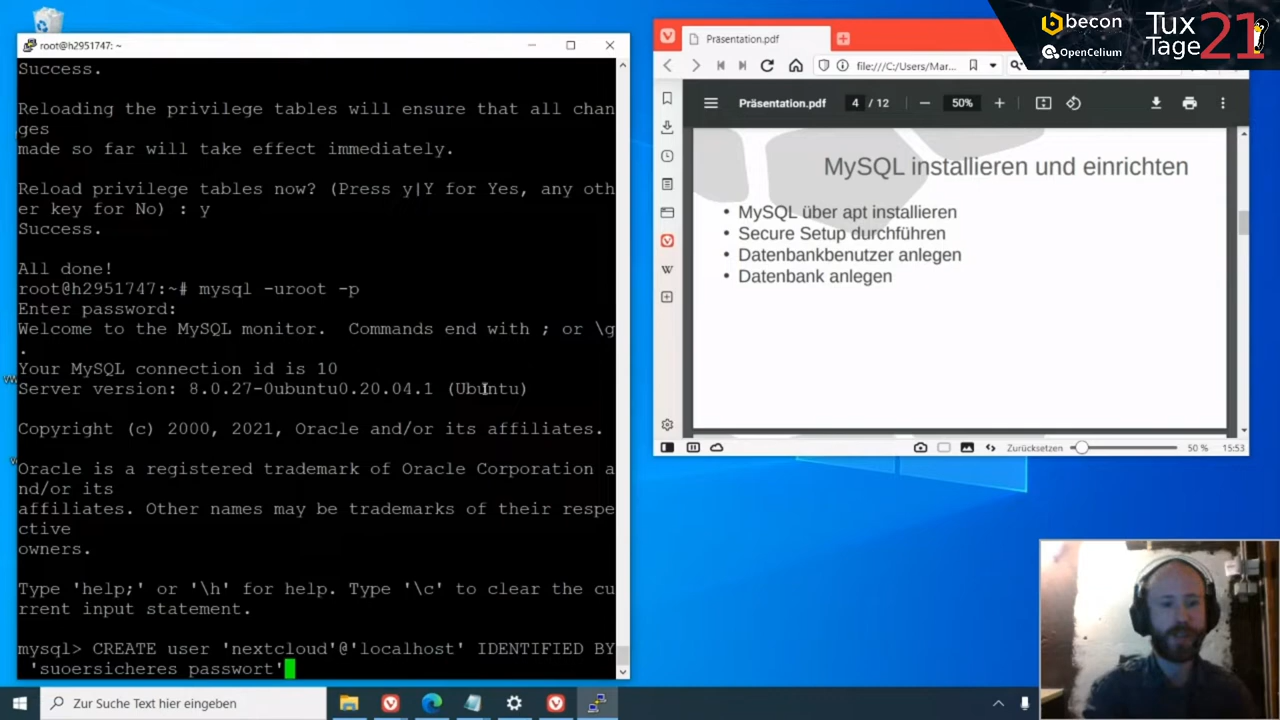 root@h2951747: ~
Success.
Reloading the privilege tables will ensure that all chan
ges
made so far will take effect immediately.
Reload privilege tables now? (Press y|Y for Yes, any oth
er key for No) : y
Success.
All done!
root@h2951747:~# mysql -uroot -p
Enter password:
Welcome to the MySQL monitor.  Commands end with ; or \g
.
Your MySQL connection id is 10
Server version: 8.0.27-0ubuntu0.20.04.1 (Ubuntu)
Copyright (c) 2000, 2021, Oracle and/or its affiliates.
Oracle is a registered trademark of Oracle Corporation a
nd/or its
affiliates. Other names may be trademarks of their respe
ctive
owners.
Type 'help;' or '\h' for help. Type '\c' to clear the cu
rrent input statement.
mysql> CREATE user 'nextcloud'@'localhost' IDENTIFIED BY
'suoersicheres passwort'
Präsentation.pdf
file:///C:/Users/Mar...
Präsentation.pdf 4 / 12 50%
MySQL installieren und einrichten
• MySQL über apt installieren
• Secure Setup durchführen
• Datenbankbenutzer anlegen
• Datenbank anlegen
Zurücksetzen 50 % 15:53
becon
OpenCelium
Tux
Tage 21
Zur Suche Text hier eingeben